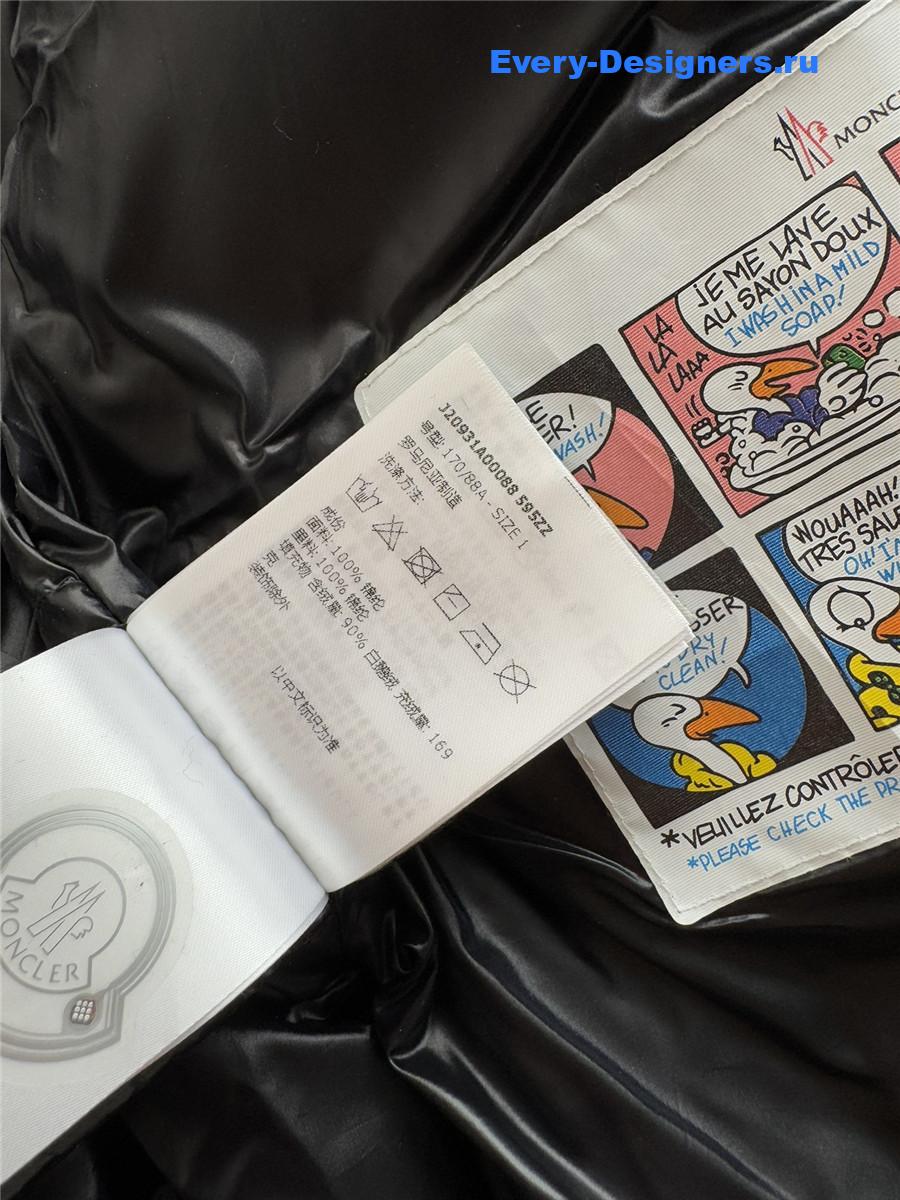 Every-Designers.ru
MONC
JE ME LAVE
AU SAVON DOUX
I WASH IN A MILD
SOAP!
LA
LA
LAAA
ER!
WASH!
WOUAAAH!
TRES SALE
OH! I'M
SSER
DRY
CLEAN!
*VEUILLEZ CONTRÔLER
*PLEASE CHECK THE PR
J20931A00088 595ZZ
号型: 170/88A - SIZE 1
罗马尼亚制造
洗涤方法:
成份
面料: 100% 锦纶
里料: 100% 锦纶
填充物 含绒量: 90% 白鹅绒 充绒量: 169
克
装饰除外
以中文标识为准
MONCLER